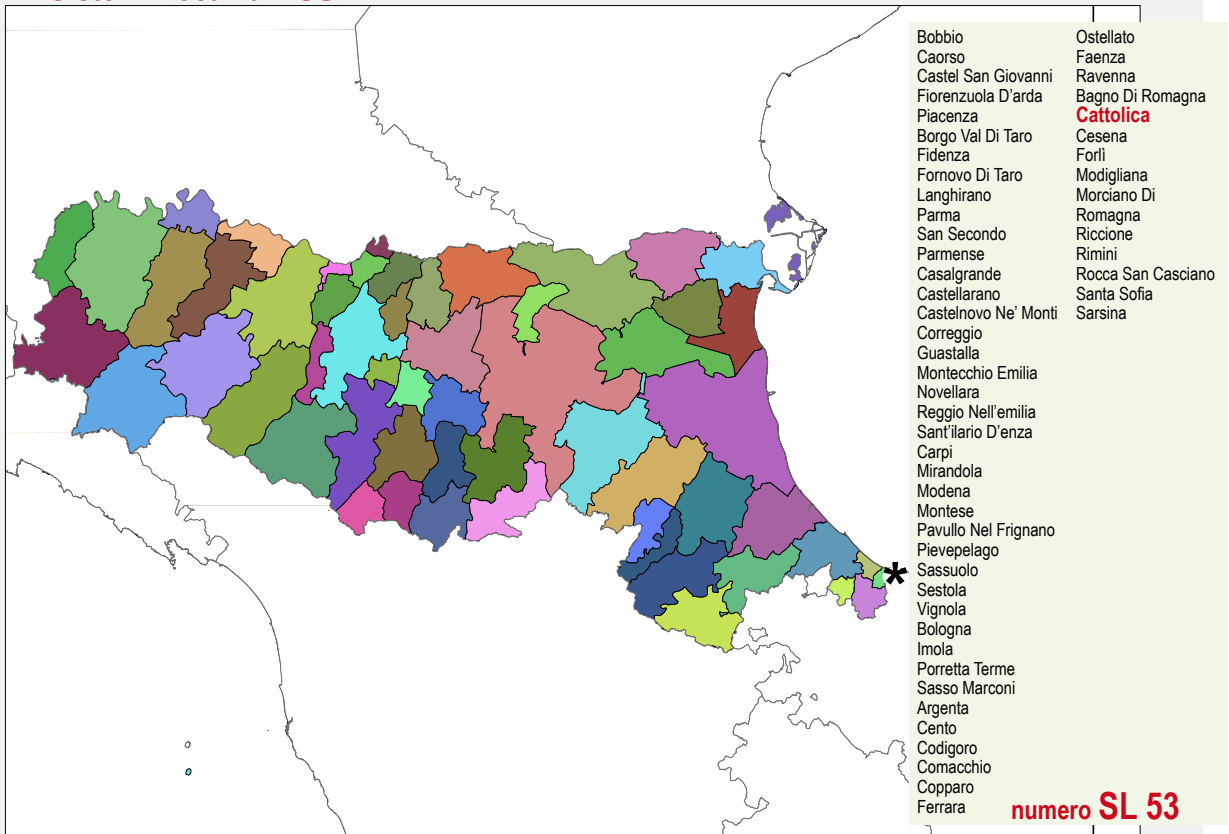 Bobbio
Caorso
Castel San Giovanni
Fiorenzuola D'arda
Piacenza
Borgo Val Di Taro
Fidenza
Fornovo Di Taro
Langhirano
Parma
San Secondo
Parmense
Casalgrande
Castellarano
Castelnovo Ne' Monti
Correggio
Guastalla
Montecchio Emilia
Novellara
Reggio Nell'emilia
Sant'ilario D'enza
Carpi
Mirandola
Modena
Montese
Pavullo Nel Frignano
Pievepelago
Sassuolo
Sestola
Vignola
Bologna
Imola
Porretta Terme
Sasso Marconi
Argenta
Cento
Codigoro
Comacchio
Copparo
Ferrara
Ostellato
Faenza
Ravenna
Bagno Di Romagna
Cattolica
Cesena
Forlì
Modigliana
Morciano Di
Romagna
Riccione
Rimini
Rocca San Casciano
Santa Sofia
Sarsina
*
numero SL 53